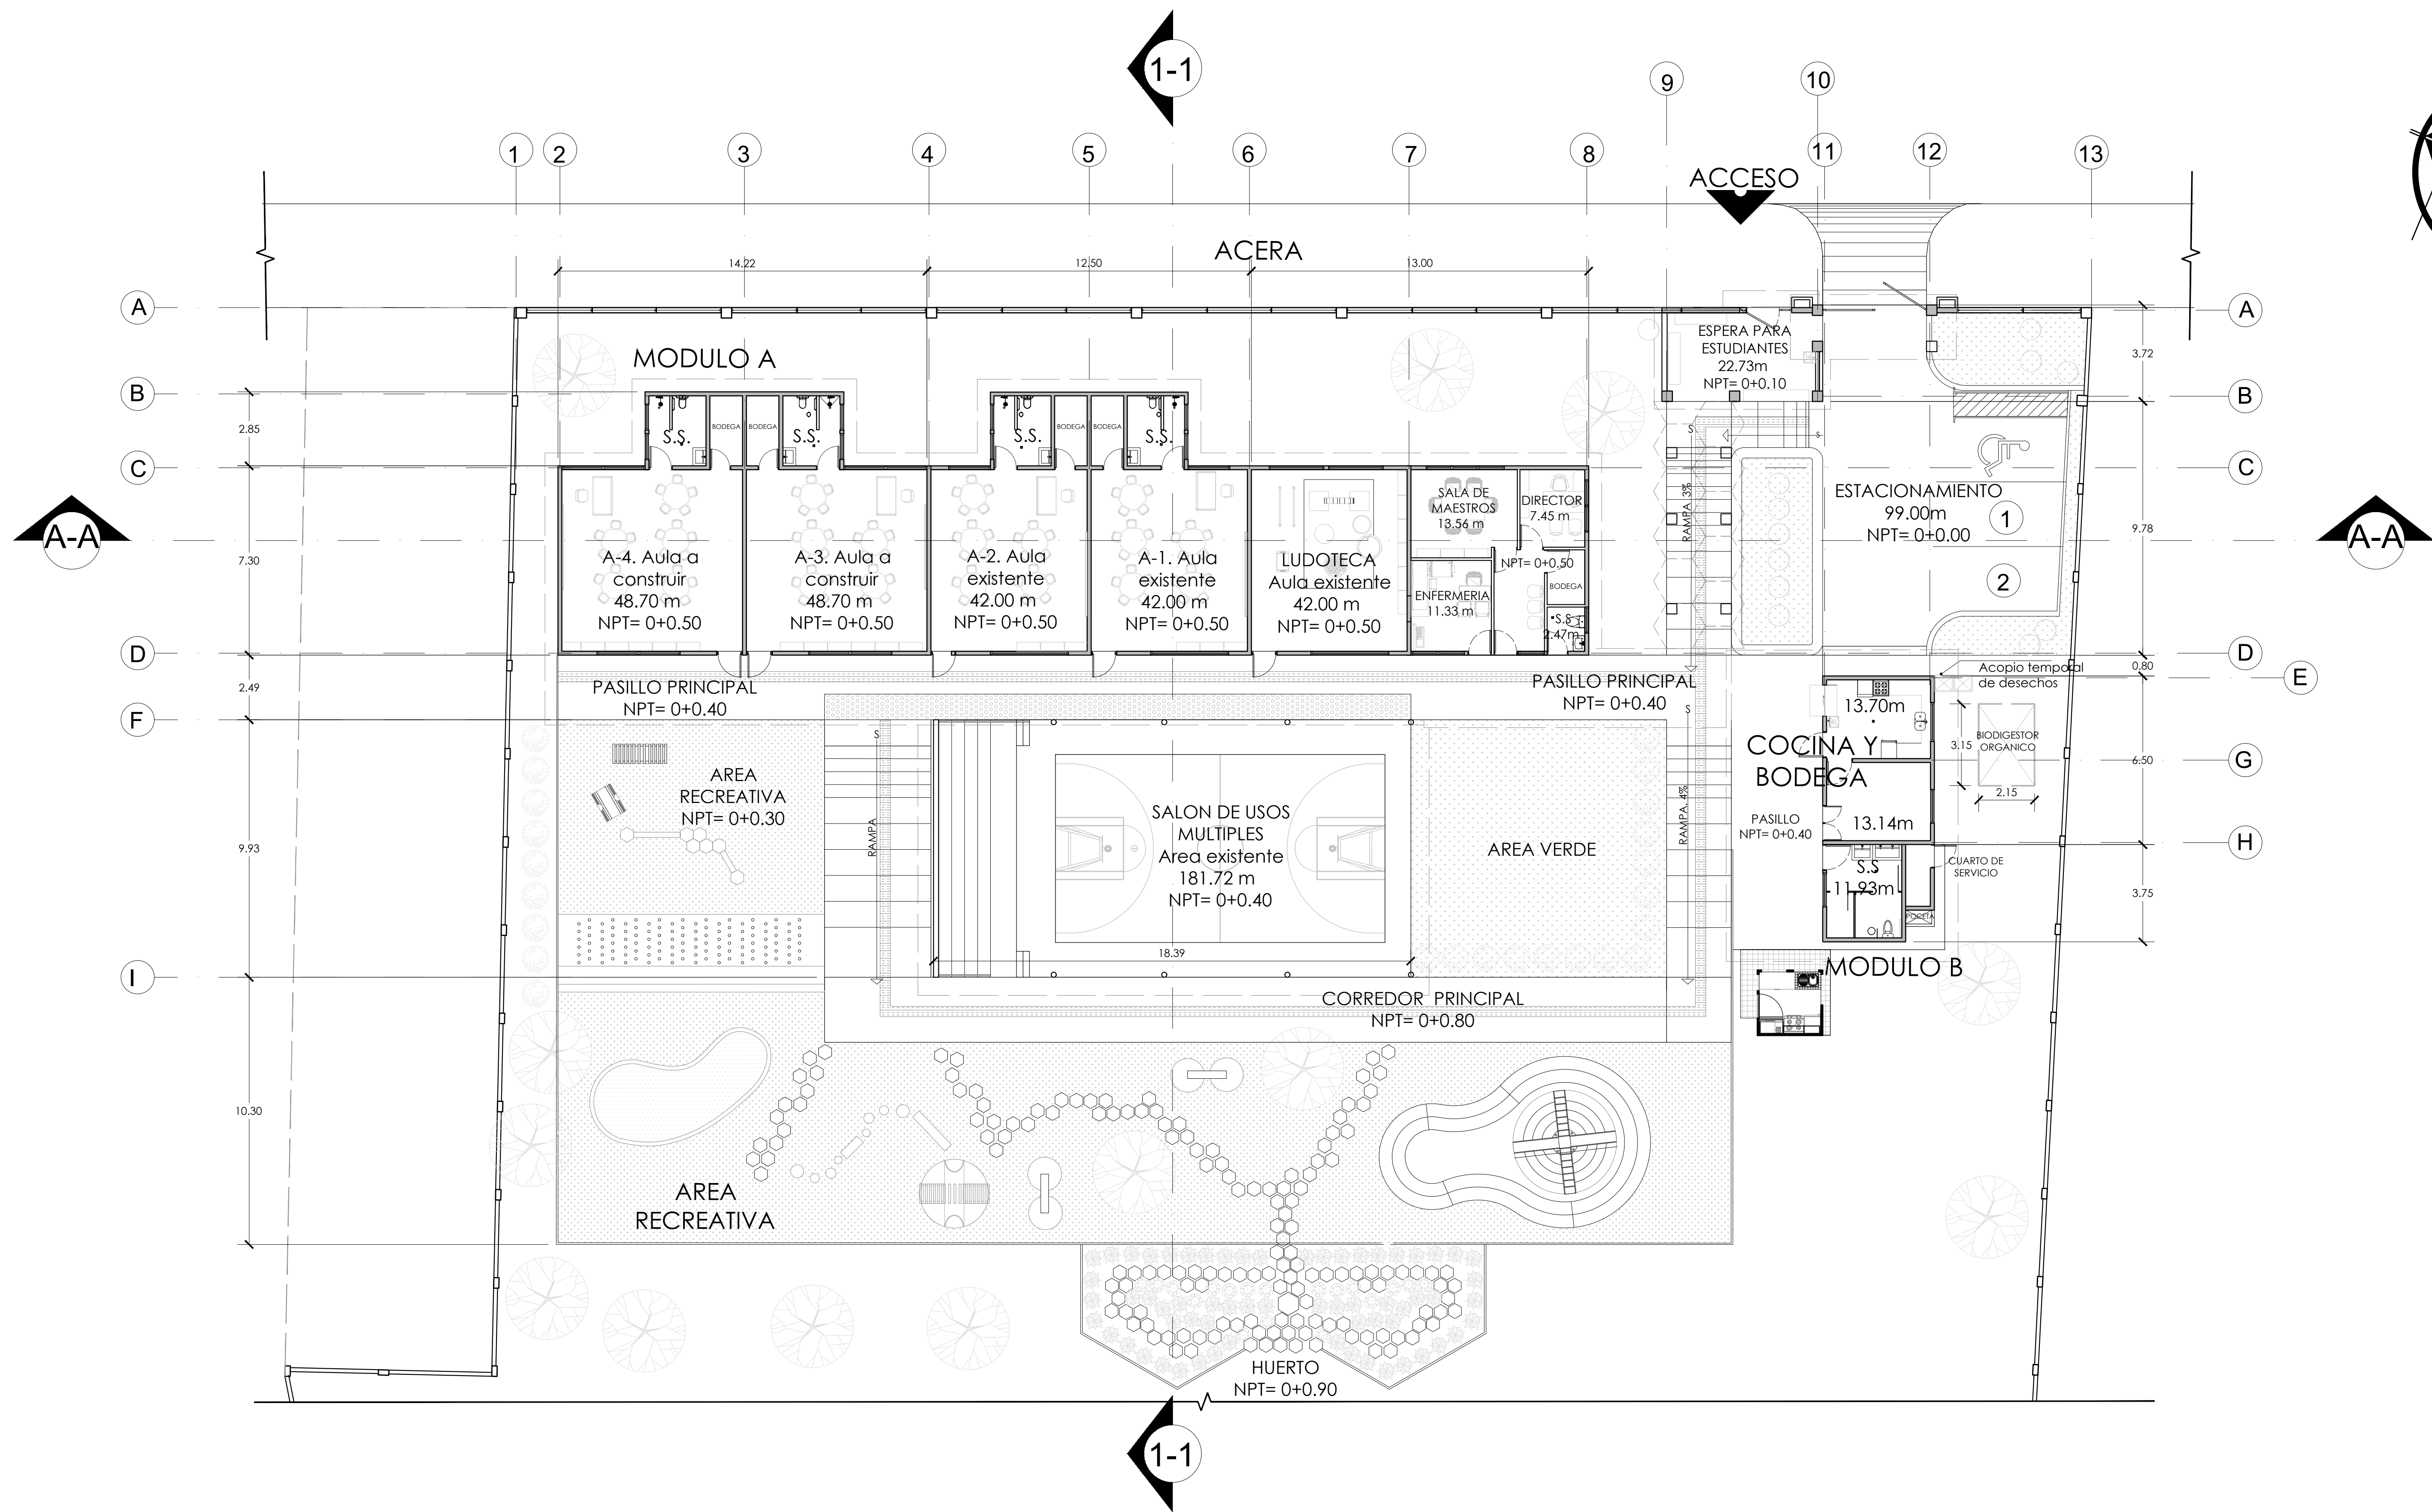 1-1
9
10
1
2
3
4
5
6
7
8
11
12
13
ACCESO
ACERA
14.22
12.50
13.00
A
A
ESPERA PARA
ESTUDIANTES
22.73m
NPT= 0+0.10
3.72
MODULO A
B
B
2.85
S.S.
BODEGA
BODEGA
S.S.
S.S.
BODEGA
BODEGA
S.S.
S
S
C
C
A-A
A-A
7.30
A-4. Aula a
construir
48.70 m
NPT= 0+0.50
A-3. Aula a
construir
48.70 m
NPT= 0+0.50
A-2. Aula
existente
42.00 m
NPT= 0+0.50
A-1. Aula
existente
42.00 m
NPT= 0+0.50
LUDOTECA
Aula existente
42.00 m
NPT= 0+0.50
SALA DE
MAESTROS
13.56 m
DIRECTOR
7.45 m
NPT= 0+0.50
ENFERMERIA
11.33 m
BODEGA
S.S
2.47m
RAMPA 3%
ESTACIONAMIENTO
99.00m
NPT= 0+0.00
1
2
9.78
D
D
0.80
E
2.49
F
PASILLO PRINCIPAL
NPT= 0+0.40
PASILLO PRINCIPAL
NPT= 0+0.40
Acopio temporal
de desechos
S
S
13.70m
COCINA Y
BODEGA
3.15
BIODIGESTOR
ORGANICO
2.15
6.50
G
AREA
RECREATIVA
NPT= 0+0.30
RAMPA
SALON DE USOS
MULTIPLES
Area existente
181.72 m
NPT= 0+0.40
18.39
AREA VERDE
RAMPA. 4%
PASILLO
NPT= 0+0.40
13.14m
H
9.93
S.S
11.93m
CUARTO DE
SERVICIO
POCETA
3.75
I
MODULO B
CORREDOR PRINCIPAL
NPT= 0+0.80
10.30
AREA
RECREATIVA
HUERTO
NPT= 0+0.90
1-1